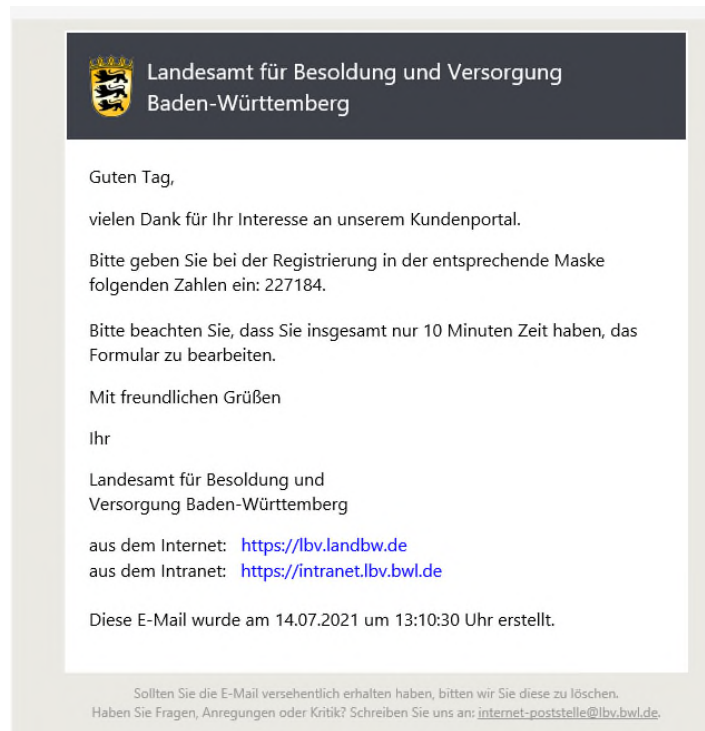 Landesamt für Besoldung und Versorgung
Baden-Württemberg
Guten Tag,
vielen Dank für Ihr Interesse an unserem Kundenportal.
Bitte geben Sie bei der Registrierung in der entsprechende Maske
folgenden Zahlen ein: 227184.
Bitte beachten Sie, dass Sie insgesamt nur 10 Minuten Zeit haben, das
Formular zu bearbeiten.
Mit freundlichen Grüßen
Ihr
Landesamt für Besoldung und
Versorgung Baden-Württemberg
aus dem Internet: https://lbv.landbw.de
aus dem Intranet: https://intranet.lbv.bwl.de
Diese E-Mail wurde am 14.07.2021 um 13:10:30 Uhr erstellt.
Sollten Sie die E-Mail versehentlich erhalten haben, bitten wir Sie diese zu löschen.
Haben Sie Fragen, Anregungen oder Kritik? Schreiben Sie uns an: internet-poststelle@lbv.bwl.de.